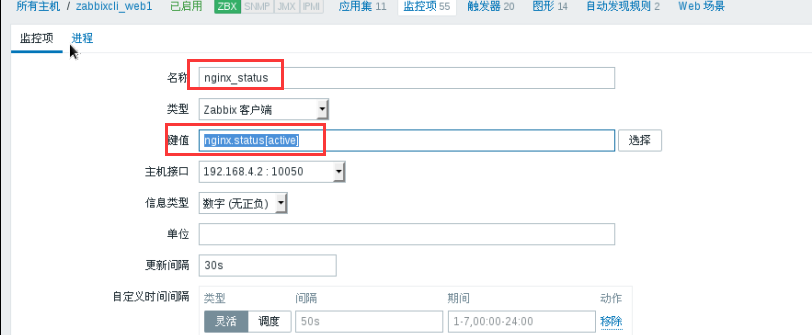 所有主机 / zabbixcli_web1 已启用 ZBX SNMP JMX IPMI 应用集 11 监控项 55 触发器 20 图形 14 自动发现规则 2 Web 场景
监控项 进程
名称 nginx_status
类型 Zabbix 客户端
键值 nginx.status[active] 选择
主机接口 192.168.4.2 : 10050
信息类型 数字 (无正负)
单位
更新间隔 30s
自定义时间间隔 类型 间隔 期间 动作
灵活 调度 50s 1-7,00:00-24:00 移除